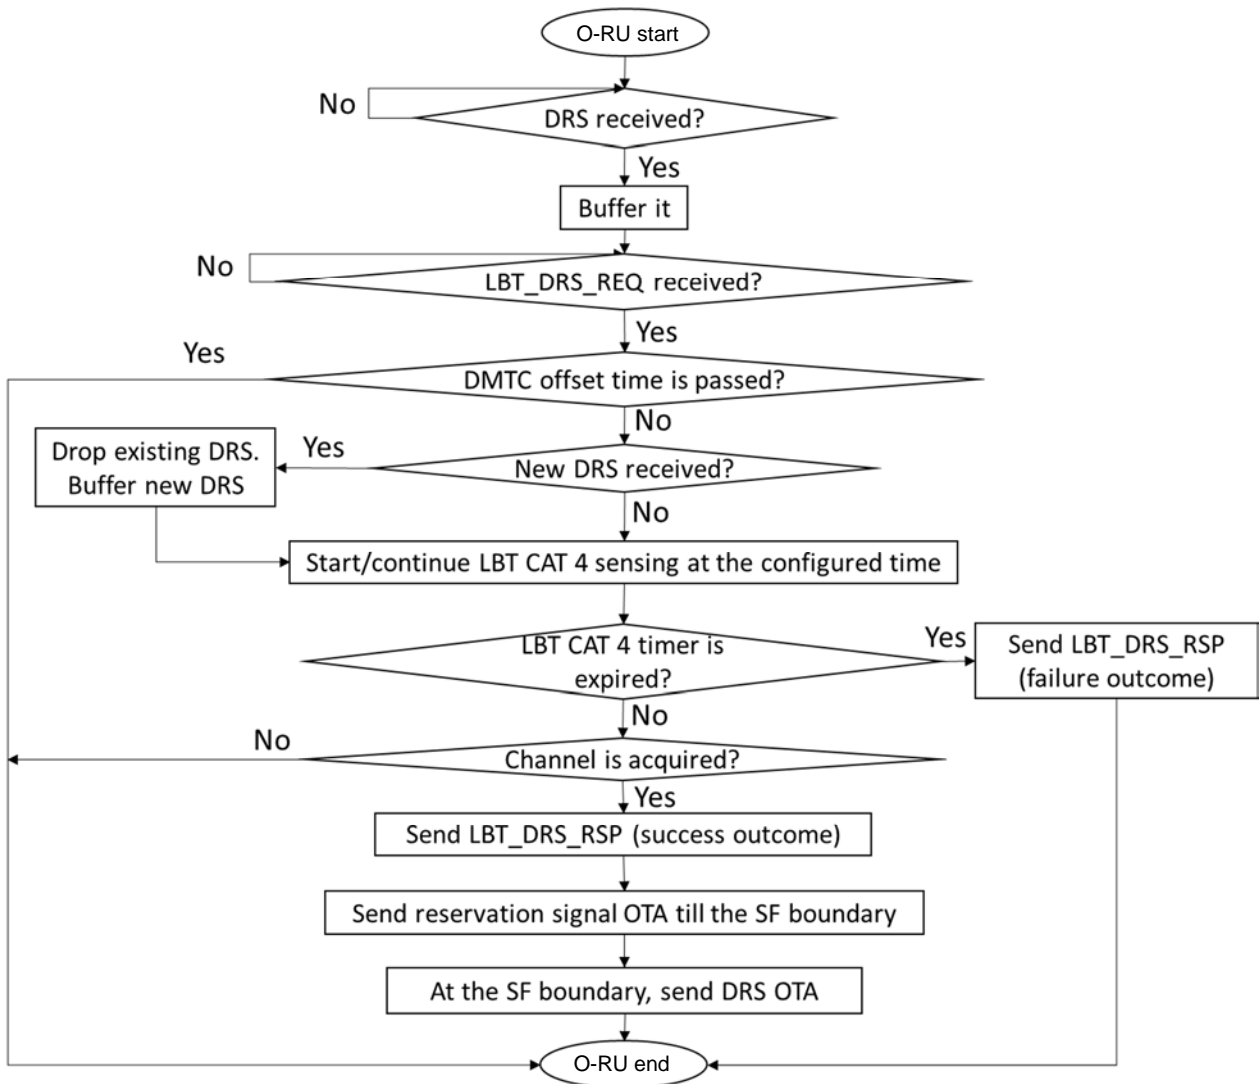 O-RU start
No
DRS received?
Yes
Buffer it
No
LBT_DRS_REQ received?
Yes
Yes
DMTC offset time is passed?
No
Drop existing DRS.
Buffer new DRS
Yes
New DRS received?
No
Start/continue LBT CAT 4 sensing at the configured time
LBT CAT 4 timer is
expired?
Yes
Send LBT_DRS_RSP
(failure outcome)
No
No
Channel is acquired?
Yes
Send LBT_DRS_RSP (success outcome)
Send reservation signal OTA till the SF boundary
At the SF boundary, send DRS OTA
O-RU end